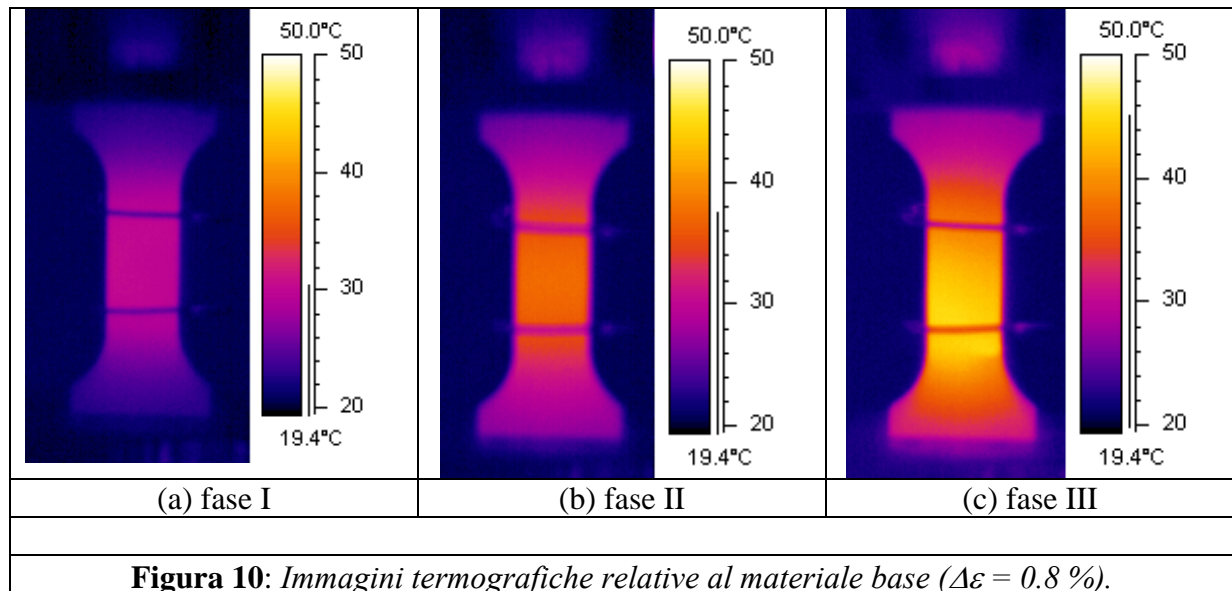 50.0°C
50
40
30
20
19.4°C
50.0°C
50
40
30
20
19.4°C
50.0°C
50
40
30
20
19.4°C
(a) fase I
(b) fase II
(c) fase III
Figura 10: Immagini termografiche relative al materiale base (Δε = 0.8 %).